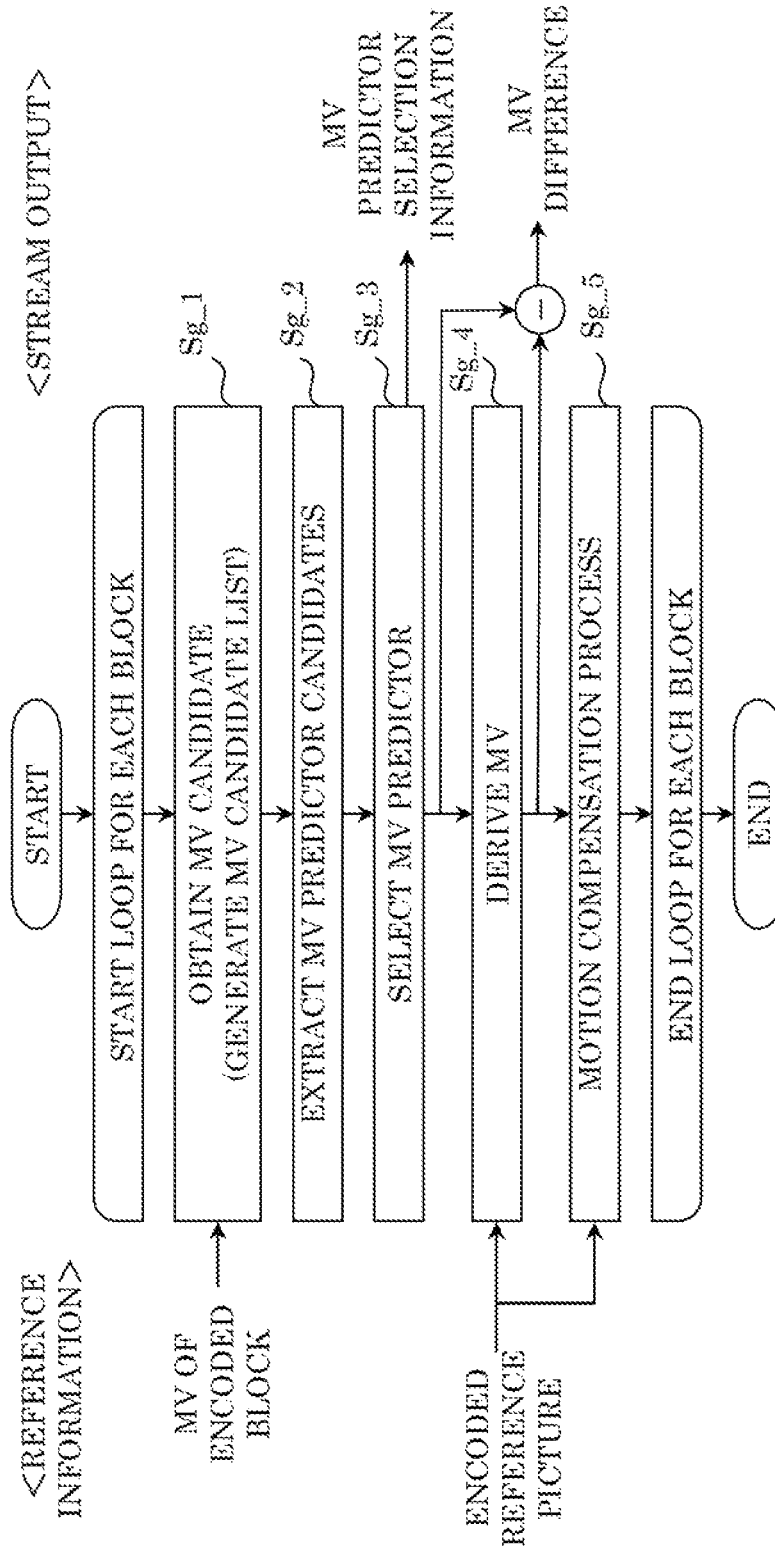 <REFERENCE
INFORMATION>
<STREAM OUTPUT>
START
START LOOP FOR EACH BLOCK
MV OF
ENCODED
BLOCK
OBTAIN MV CANDIDATE
(GENERATE MV CANDIDATE LIST)
Sg_1
EXTRACT MV PREDICTOR CANDIDATES
Sg_2
SELECT MV PREDICTOR
Sg_3
MV
PREDICTOR
SELECTION
INFORMATION
ENCODED
REFERENCE
PICTURE
DERIVE MV
Sg_4
−
MV
DIFFERENCE
MOTION COMPENSATION PROCESS
Sg_5
END LOOP FOR EACH BLOCK
END